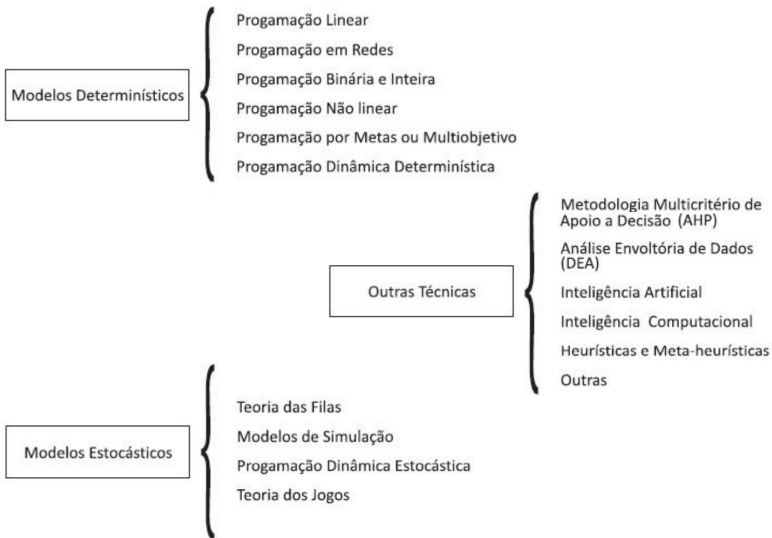 Modelos Determinísticos
Progamação Linear
Progamação em Redes
Progamação Binária e Inteira
Progamação Não linear
Progamação por Metas ou Multiobjetivo
Progamação Dinâmica Determinística
Outras Técnicas
Metodologia Multicritério de
Apoio a Decisão (AHP)
Análise Envoltória de Dados
(DEA)
Inteligência Artificial
Inteligência Computacional
Heurísticas e Meta-heurísticas
Outras
Modelos Estocásticos
Teoria das Filas
Modelos de Simulação
Progamação Dinâmica Estocástica
Teoria dos Jogos